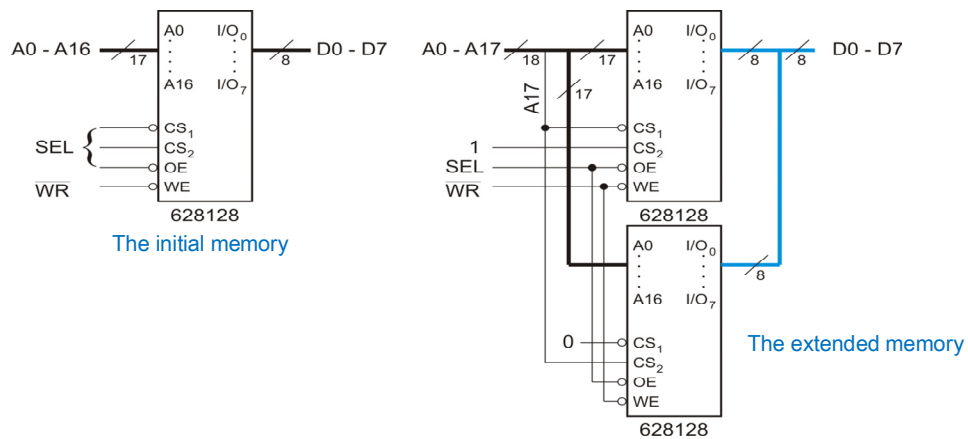 A0 - A16
17
A0
A16
I/O0
I/O7
8
D0 - D7
SEL
CS1
CS2
OE
WE
WR
628128
The initial memory
A0 - A17
18
17
A17
17
A0
A16
I/O0
I/O7
8
8
D0 - D7
1
SEL
WR
CS1
CS2
OE
WE
628128
A0
A16
I/O0
I/O7
8
0
CS1
CS2
OE
WE
628128
The extended memory